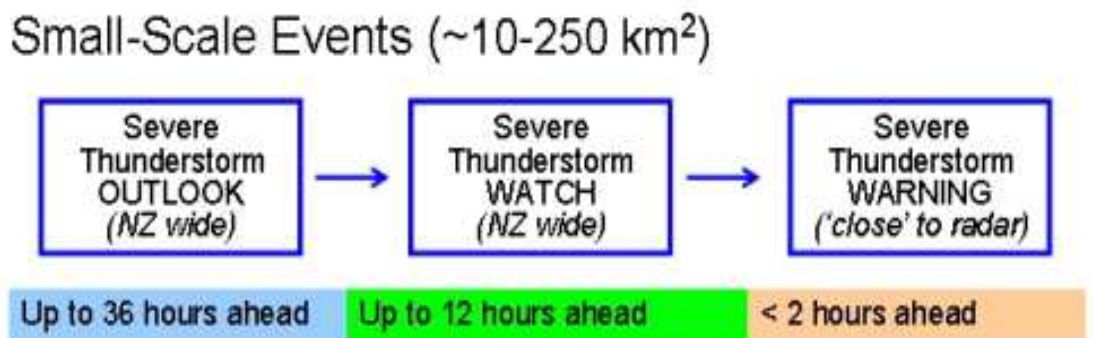 Small-Scale Events (~10-250 km²)
Severe
Thunderstorm
OUTLOOK
(NZ wide)
Severe
Thunderstorm
WATCH
(NZ wide)
Severe
Thunderstorm
WARNING
('close' to radar)
Up to 36 hours ahead
Up to 12 hours ahead
< 2 hours ahead